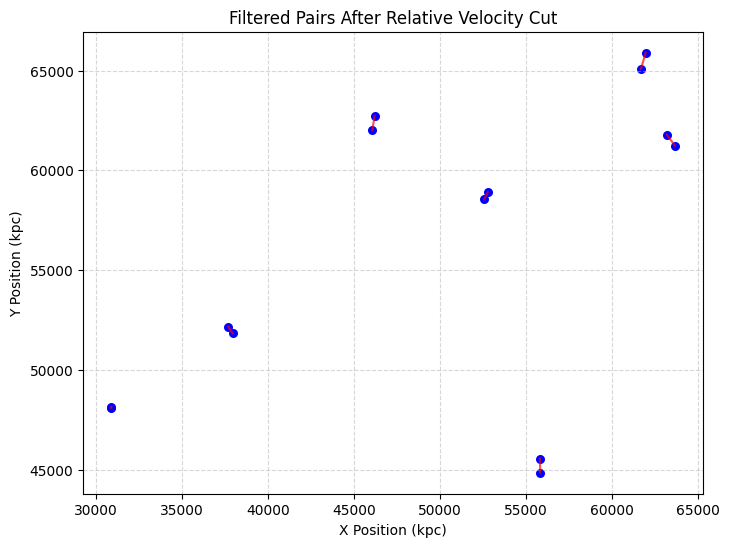 Filtered Pairs After Relative Velocity Cut
Y Position (kpc)
65000
60000
55000
50000
45000
30000 35000 40000 45000 50000 55000 60000 65000
X Position (kpc)